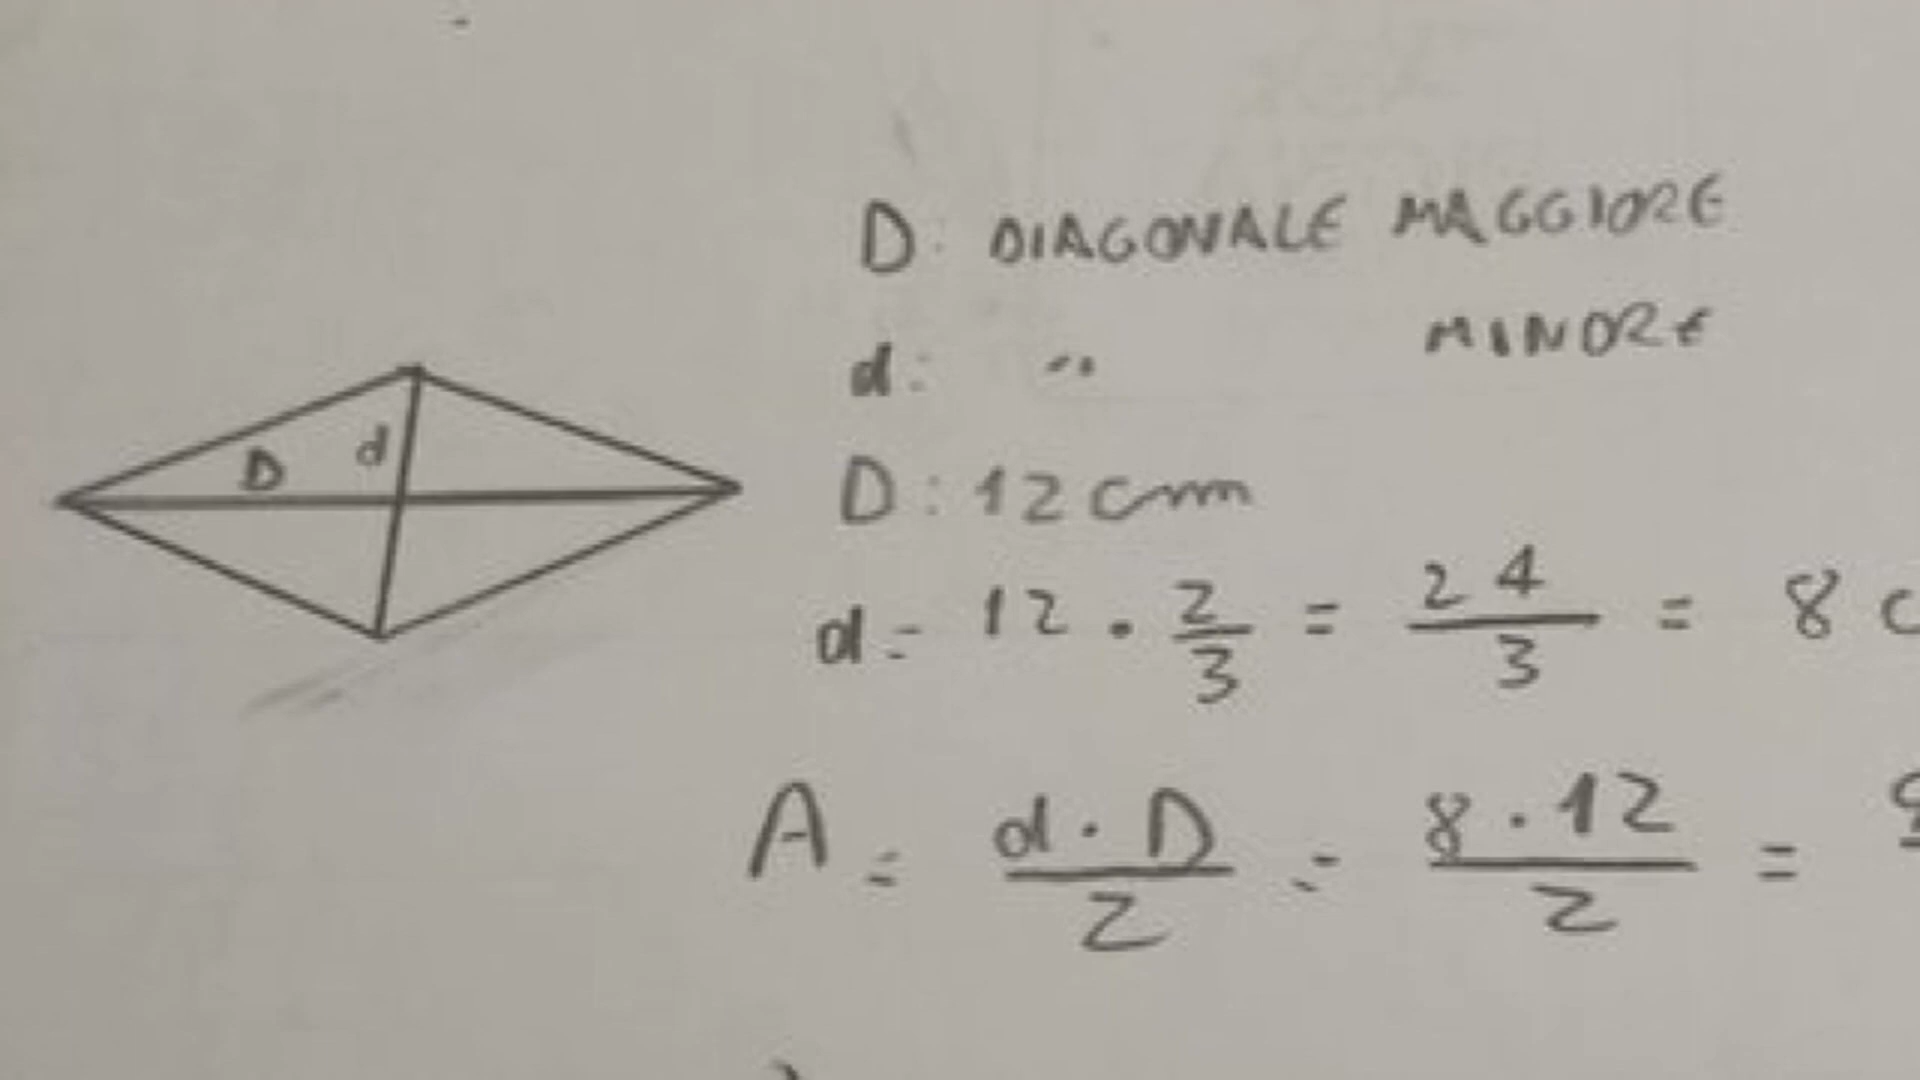 D: DIAGONALE MAGGIORE
d: " MINORE
D d
D: 12 cm
d = 12 · 2/3 = 24/3 = 8 c
A = d · D / 2 = 8 · 12 / 2 =